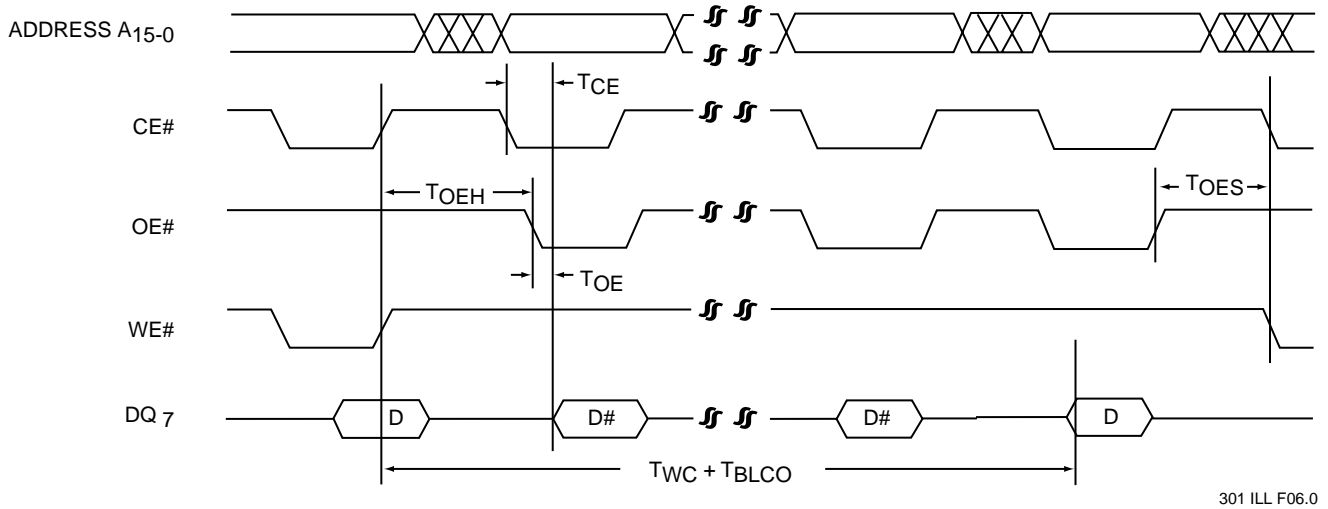 ADDRESS A15-0
TCE
CE#
TOEH
TOES
OE#
TOE
WE#
DQ 7
D
D#
D#
D
TWC + TBLCO
301 ILL F06.0